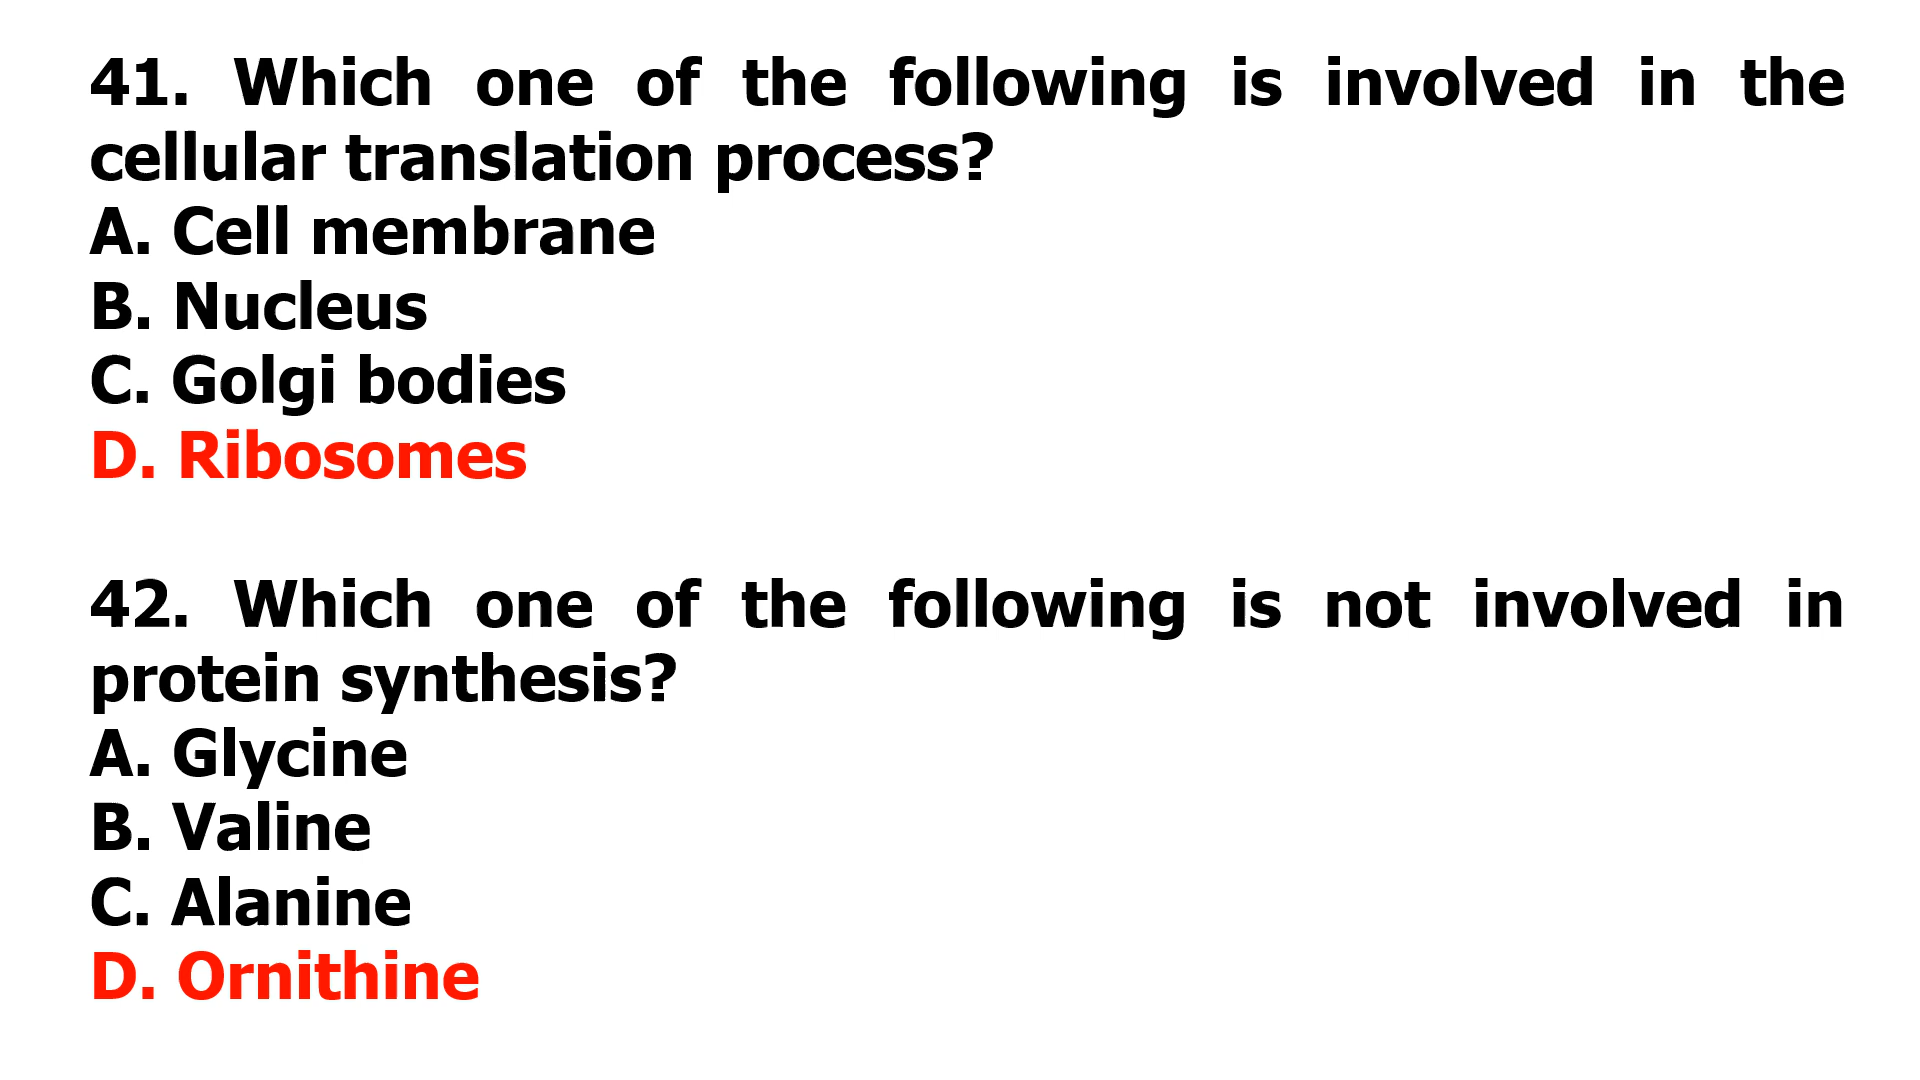 41. Which one of the following is involved in the
cellular translation process?
A. Cell membrane
B. Nucleus
C. Golgi bodies
D. Ribosomes
42. Which one of the following is not involved in
protein synthesis?
A. Glycine
B. Valine
C. Alanine
D. Ornithine